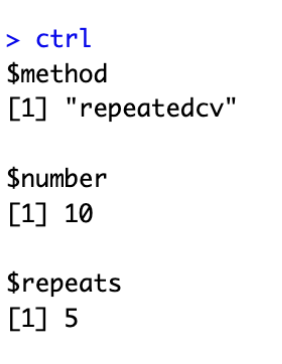 > ctrl
$method
[1] "repeatedcv"
$number
[1] 10
$repeats
[1] 5